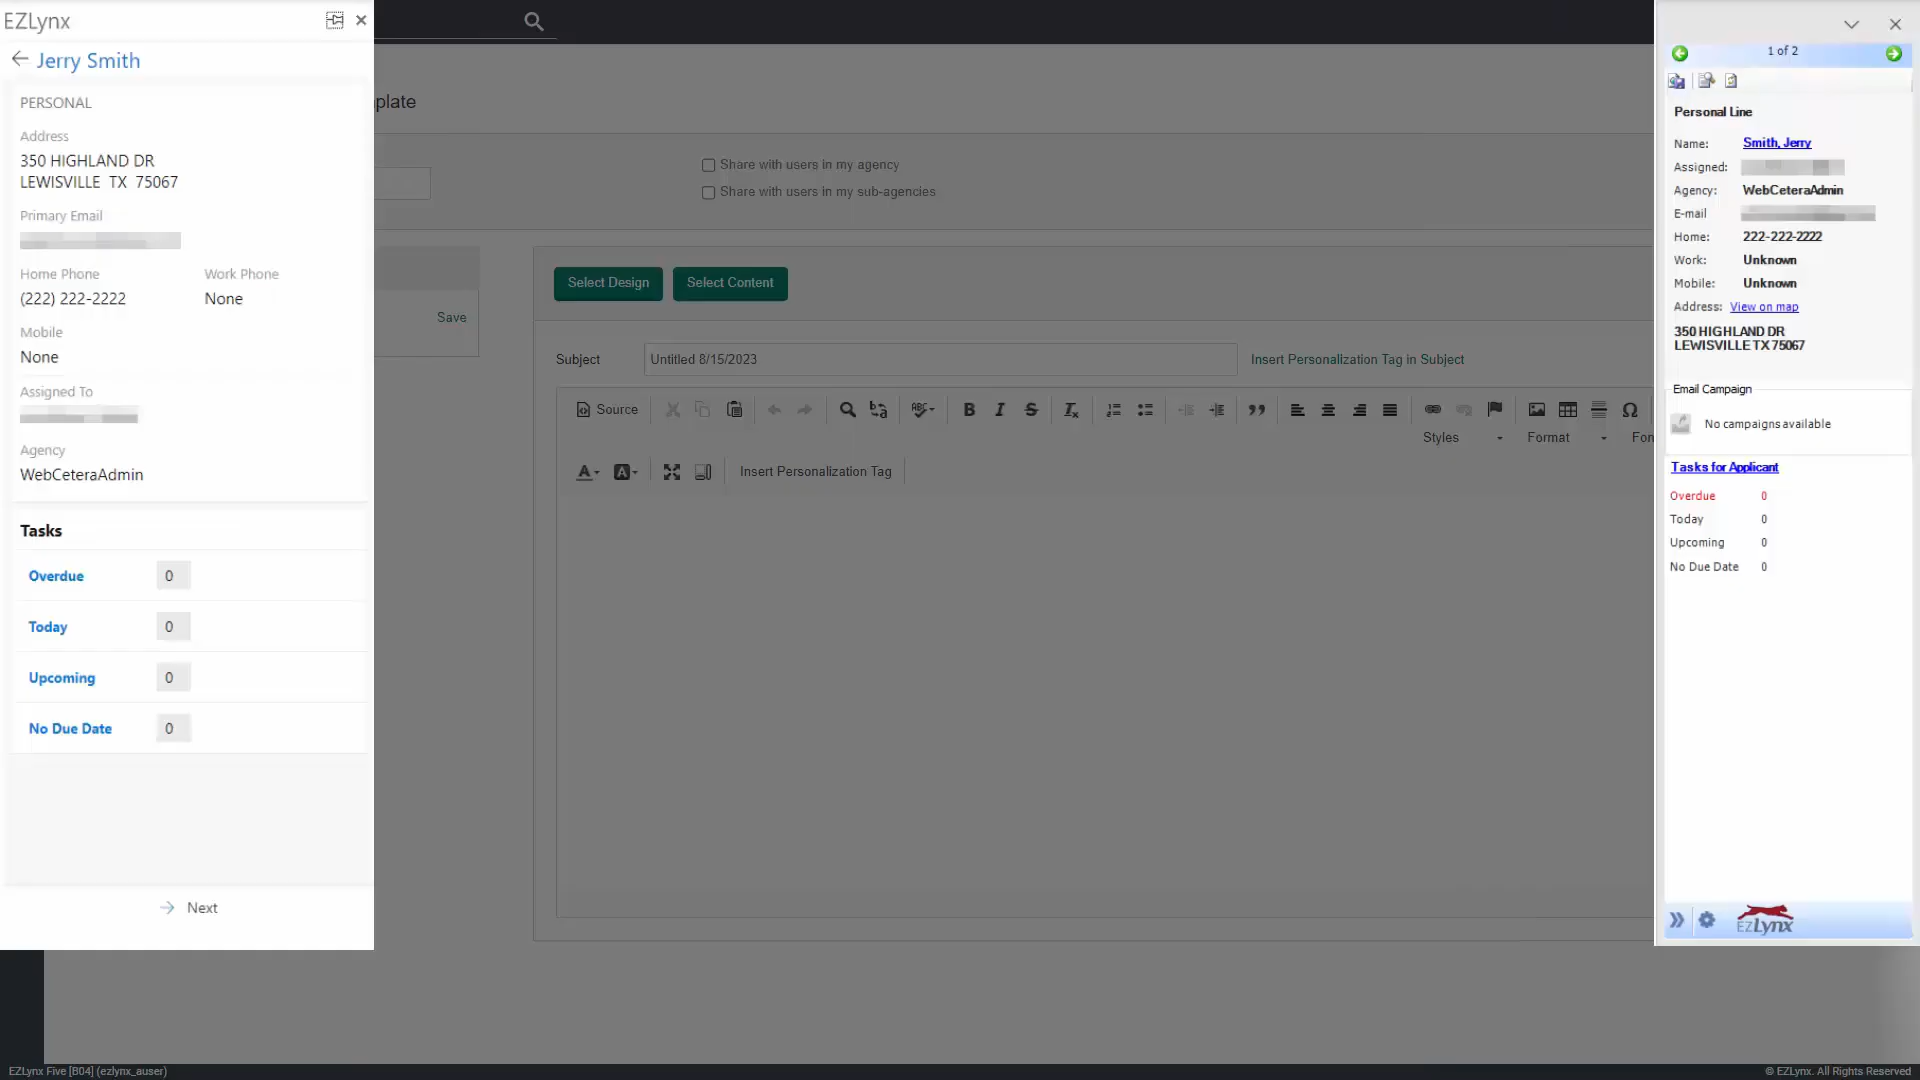 EZLynx
Jerry Smith
PERSONAL
Address
350 HIGHLAND DR
LEWISVILLE TX 75067
Primary Email
Home Phone
Work Phone
(222) 222-2222
None
Mobile
None
Assigned To
Agency
WebCeteraAdmin
Tasks
Overdue 0
Today 0
Upcoming 0
No Due Date 0
Next
plate
Share with users in my agency
Share with users in my sub-agencies
Save
Select Design
Select Content
Subject
Untitled 8/15/2023
Insert Personalization Tag in Subject
Source
Styles
Format
Fon
Insert Personalization Tag
1 of 2
Personal Line
Name: Smith, Jerry
Assigned:
Agency: WebCeteraAdmin
E-mail
Home: 222-222-2222
Work: Unknown
Mobile: Unknown
Address: View on map
350 HIGHLAND DR
LEWISVILLE TX 75067
Email Campaign
No campaigns available
Tasks for Applicant
Overdue 0
Today 0
Upcoming 0
No Due Date 0
EZLynx
EZLynx Five [B04] (ezlynx_auser)
© EZLynx. All Rights Reserved